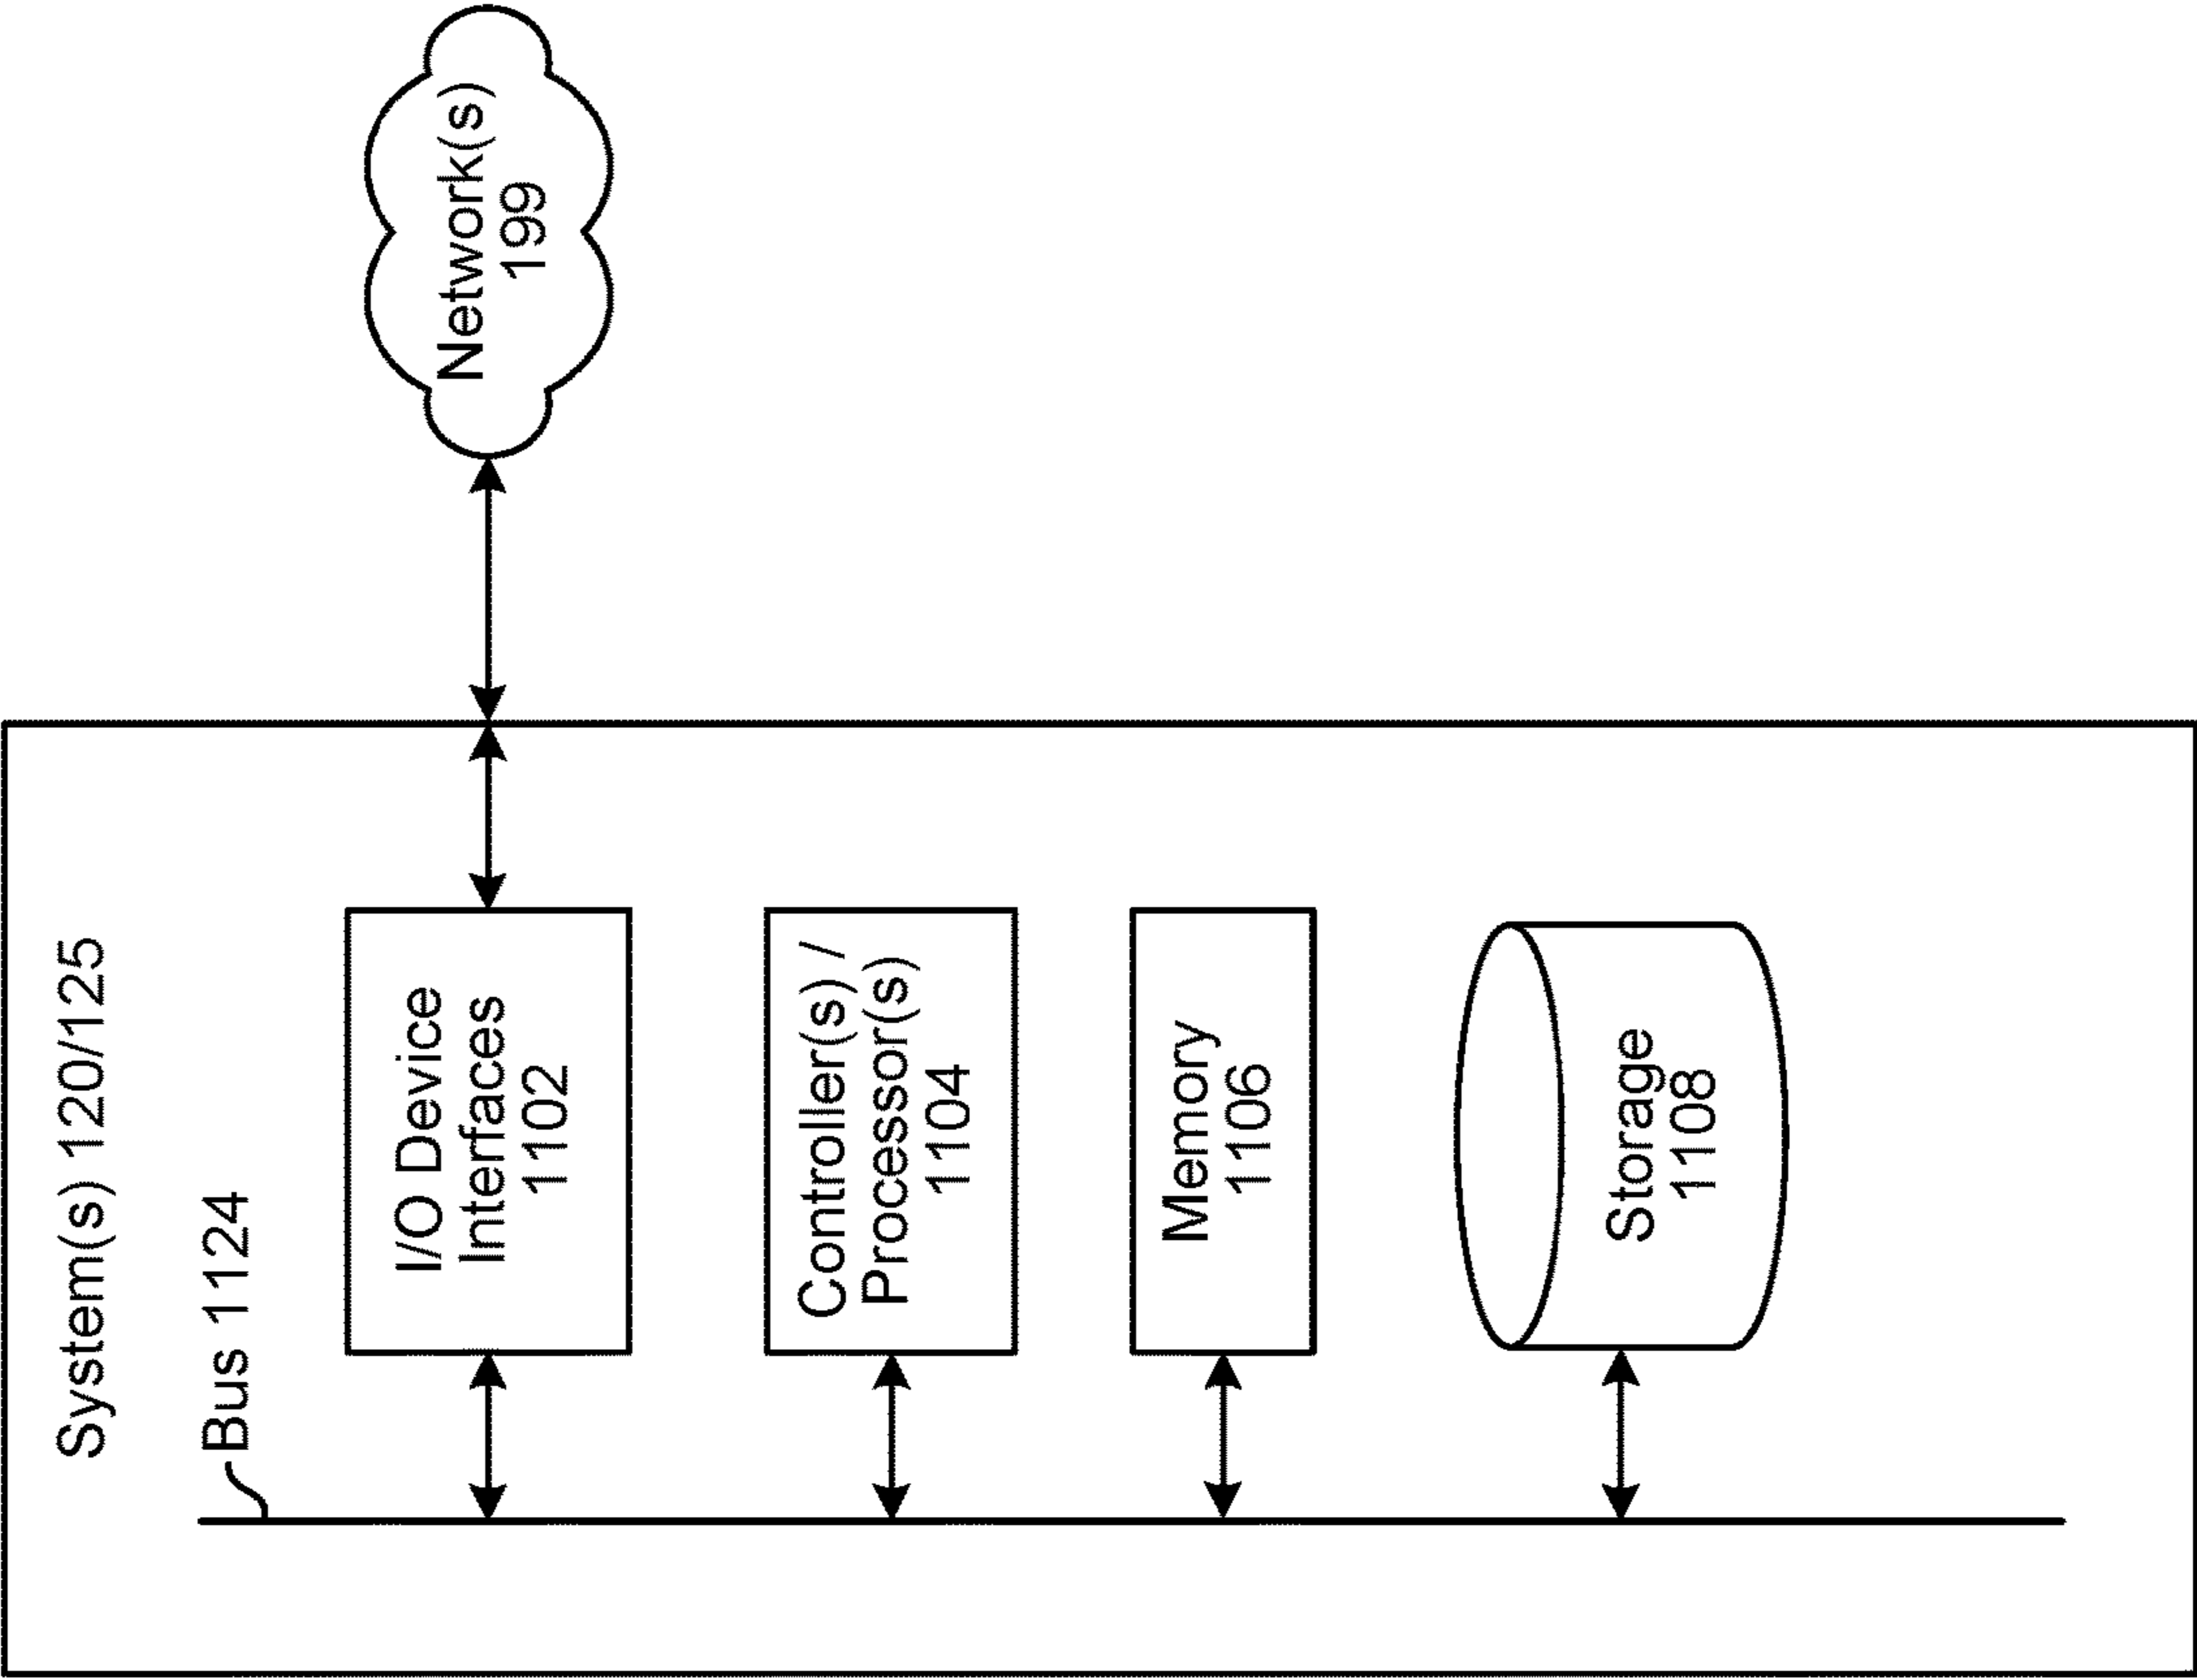 System(s) 120/125
Bus 1124
I/O Device
Interfaces
1102
Network(s)
199
Controller(s) /
Processor(s)
1104
Memory
1106
Storage
1108